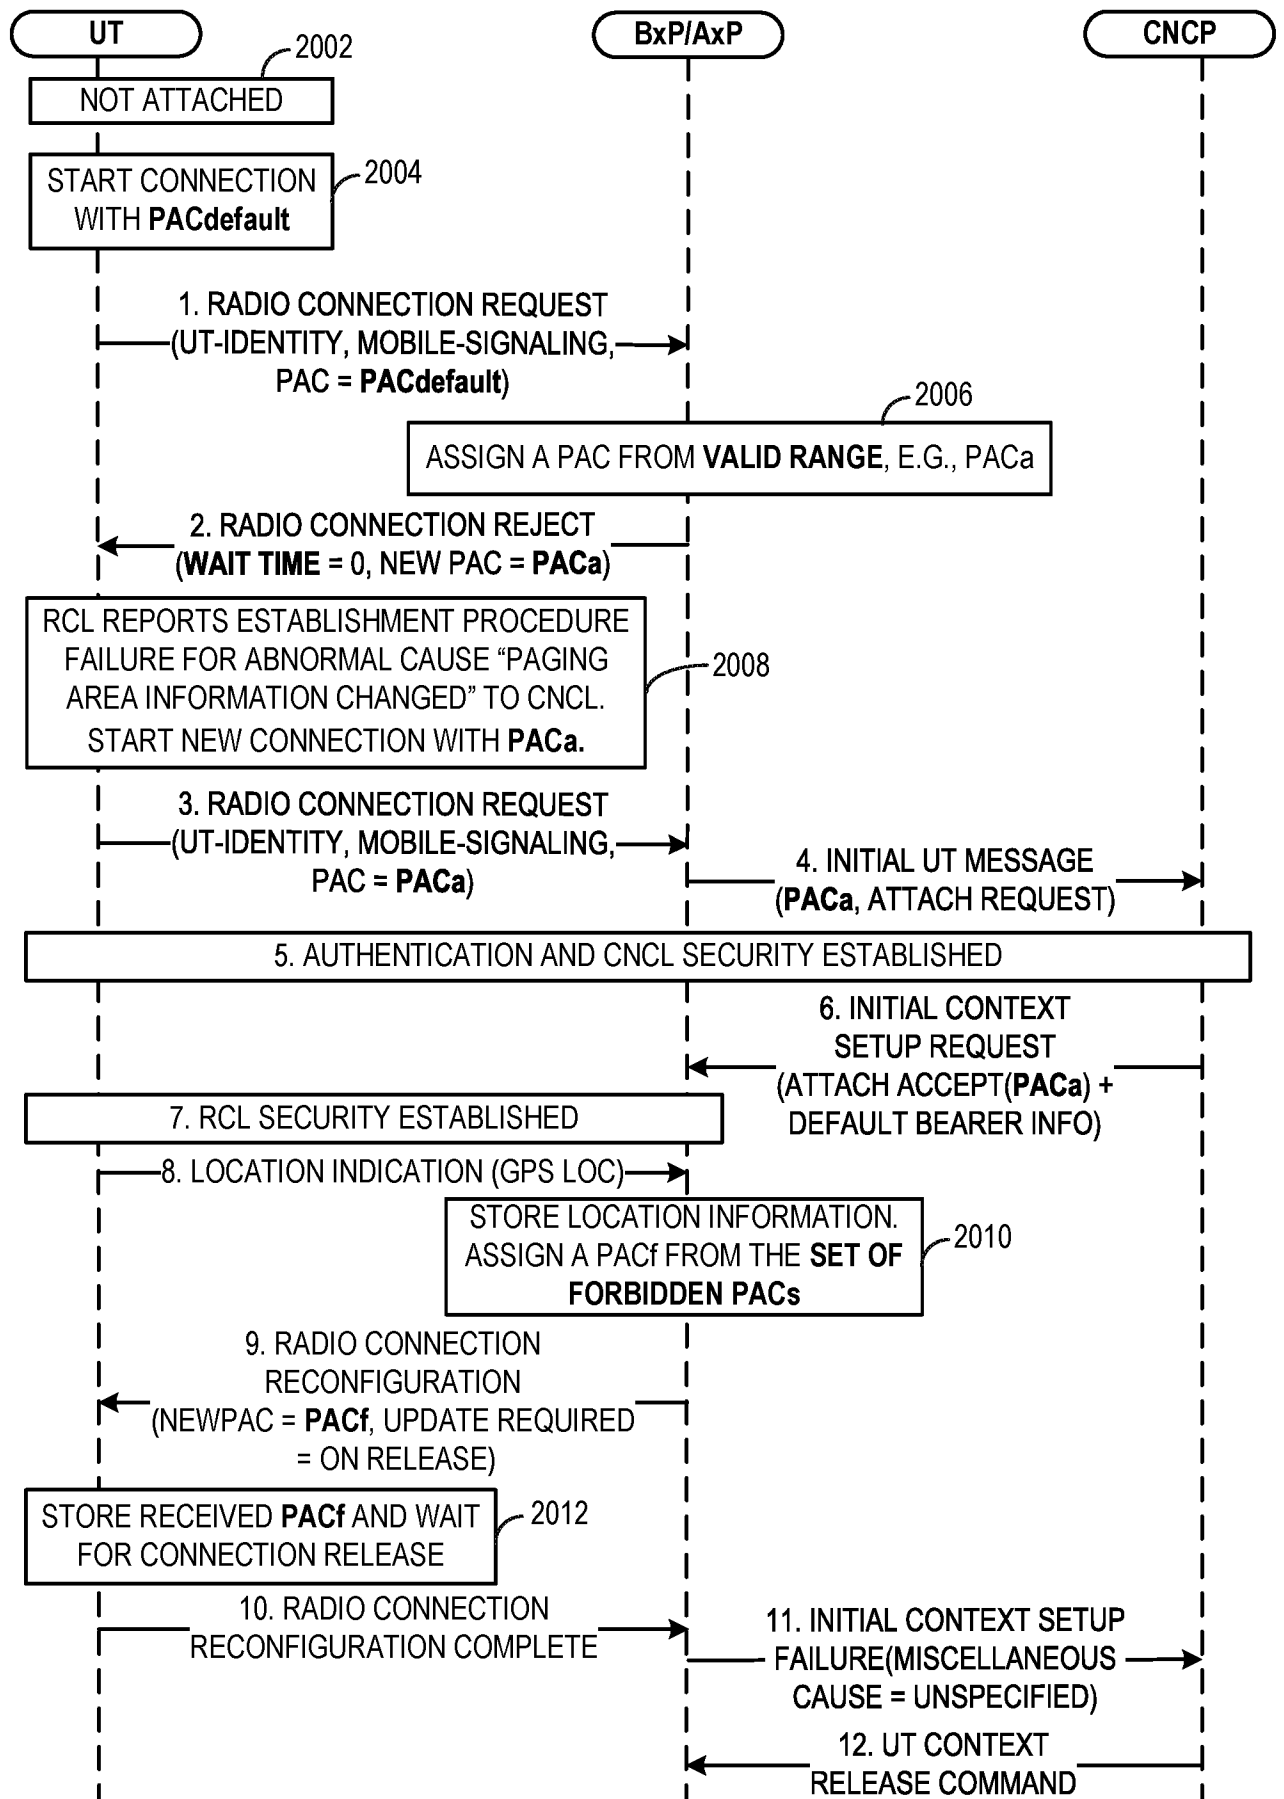 UT
BxP/AxP
CNCP
2002
NOT ATTACHED
2004
START CONNECTION
WITH PACdefault
1. RADIO CONNECTION REQUEST
(UT-IDENTITY, MOBILE-SIGNALING,
PAC = PACdefault)
2006
ASSIGN A PAC FROM VALID RANGE, E.G., PACa
2. RADIO CONNECTION REJECT
(WAIT TIME = 0, NEW PAC = PACa)
RCL REPORTS ESTABLISHMENT PROCEDURE
FAILURE FOR ABNORMAL CAUSE “PAGING
AREA INFORMATION CHANGED” TO CNCL.
START NEW CONNECTION WITH PACa.
2008
3. RADIO CONNECTION REQUEST
(UT-IDENTITY, MOBILE-SIGNALING,
PAC = PACa)
4. INITIAL UT MESSAGE
(PACa, ATTACH REQUEST)
5. AUTHENTICATION AND CNCL SECURITY ESTABLISHED
6. INITIAL CONTEXT
SETUP REQUEST
(ATTACH ACCEPT(PACa) +
DEFAULT BEARER INFO)
7. RCL SECURITY ESTABLISHED
8. LOCATION INDICATION (GPS LOC)
STORE LOCATION INFORMATION.
ASSIGN A PACf FROM THE SET OF
FORBIDDEN PACs
2010
9. RADIO CONNECTION
RECONFIGURATION
(NEWPAC = PACf, UPDATE REQUIRED
= ON RELEASE)
STORE RECEIVED PACf AND WAIT
FOR CONNECTION RELEASE
2012
10. RADIO CONNECTION
RECONFIGURATION COMPLETE
11. INITIAL CONTEXT SETUP
FAILURE(MISCELLANEOUS
CAUSE = UNSPECIFIED)
12. UT CONTEXT
RELEASE COMMAND